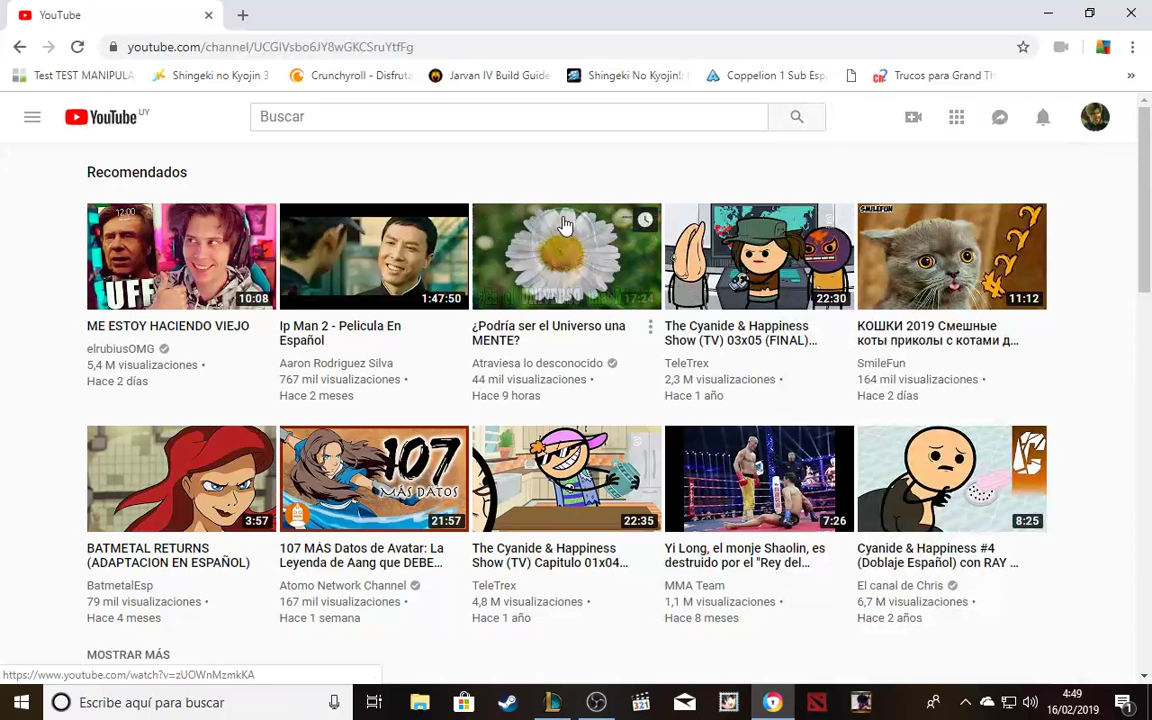 YouTube
youtube.com/channel/UCGIVsbo6JY8wGKCSruYtfFg
Test TEST MANIPULA
Shingeki no Kyojin 3
Crunchyroll - Disfruta
Jarvan IV Build Guide
Shingeki No Kyojin!:
Coppelion 1 Sub Esp
Trucos para Grand Th
YouTube UY
Buscar
Recomendados
12:00
UFF
10:08
1:47:50
17:24
22:30
SMILEFUN
11:12
ME ESTOY HACIENDO VIEJO
elrubiusOMG
5,4 M visualizaciones •
Hace 2 días
Ip Man 2 - Pelicula En
Español
Aaron Rodriguez Silva
767 mil visualizaciones •
Hace 2 meses
¿Podría ser el Universo una
MENTE?
Atraviesa lo desconocido
44 mil visualizaciones •
Hace 9 horas
The Cyanide & Happiness
Show (TV) 03x05 (FINAL)...
TeleTrex
2,3 M visualizaciones •
Hace 1 año
КОШКИ 2019 Смешные
коты приколы с котами д...
SmileFun
164 mil visualizaciones •
Hace 2 días
3:57
107
MÁS DATOS
21:57
22:35
7:26
8:25
BATMETAL RETURNS
(ADAPTACION EN ESPAÑOL)
BatmetalEsp
79 mil visualizaciones •
Hace 4 meses
107 MÁS Datos de Avatar: La
Leyenda de Aang que DEBE...
Atomo Network Channel
167 mil visualizaciones •
Hace 1 semana
The Cyanide & Happiness
Show (TV) Capitulo 01x04...
TeleTrex
4,8 M visualizaciones •
Hace 1 año
Yi Long, el monje Shaolin, es
destruido por el "Rey del...
MMA Team
1,1 M visualizaciones •
Hace 8 meses
Cyanide & Happiness #4
(Doblaje Español) con RAY ...
El canal de Chris
6,7 M visualizaciones •
Hace 2 años
MOSTRAR MÁS
https://www.youtube.com/watch?v=zUOWnMzmkKA
Escribe aquí para buscar
321
4:49
16/02/2019
1